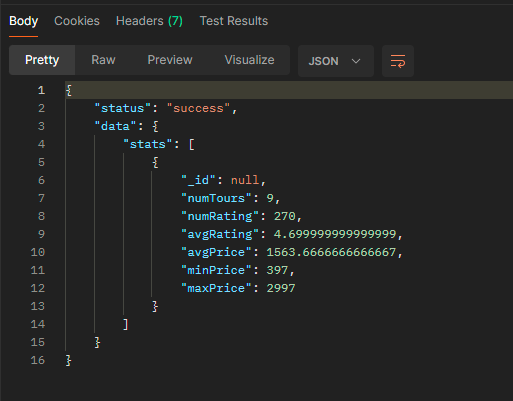 Body Cookies Headers (7) Test Results
Pretty Raw Preview Visualize JSON
1 {
2 "status": "success",
3 "data": {
4 "stats": [
5 {
6 "_id": null,
7 "numTours": 9,
8 "numRating": 270,
9 "avgRating": 4.699999999999999,
10 "avgPrice": 1563.6666666666667,
11 "minPrice": 397,
12 "maxPrice": 2997
13 }
14 ]
15 }
16 }